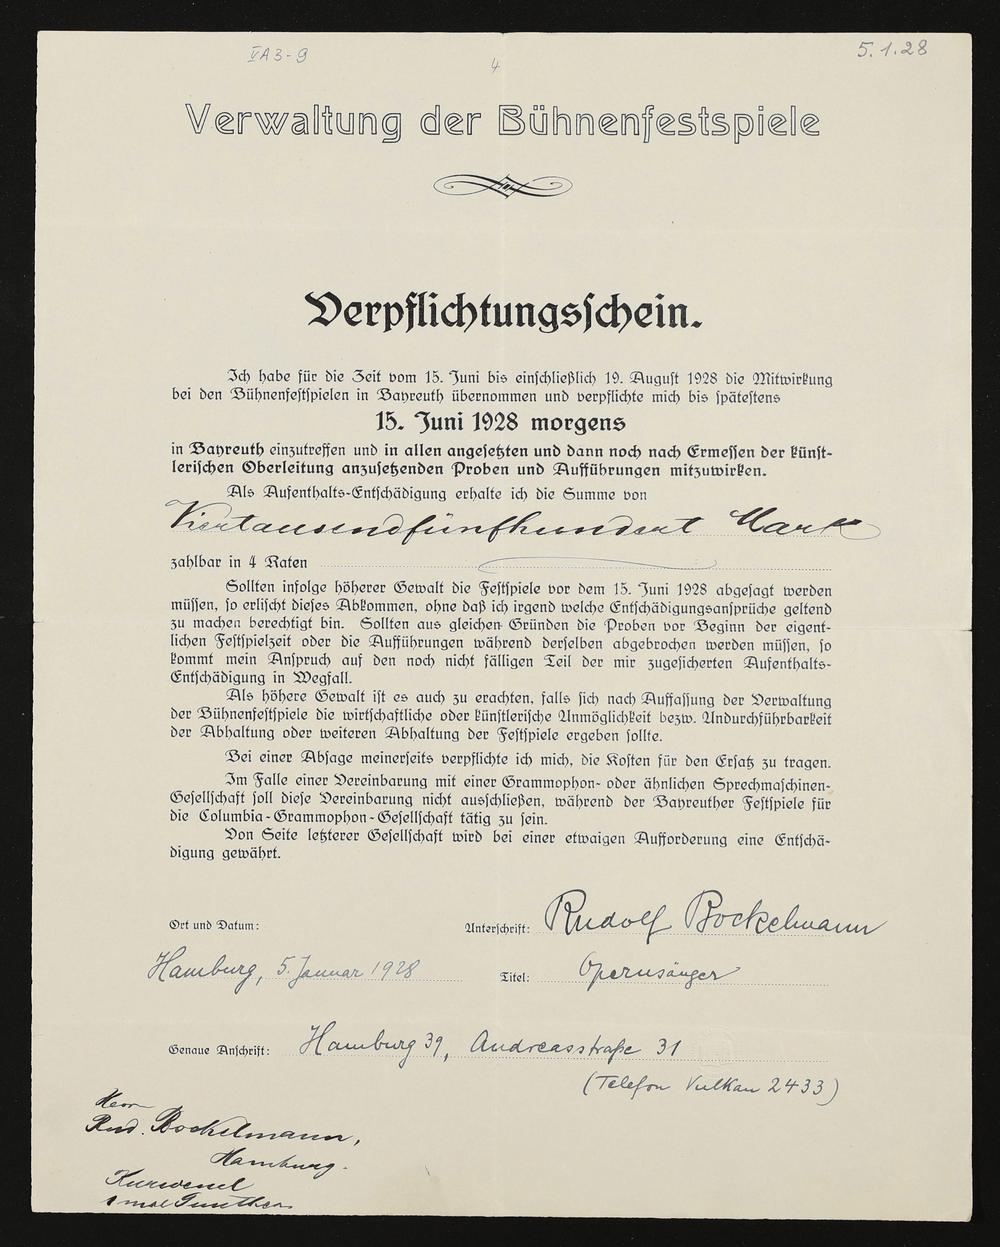 VA3-9
4
5.1.28
Verwaltung der Bühnenfestspiele
Verpflichtungsschein.
Ich habe für die Zeit vom 15. Juni bis einschließlich 19. August 1928 die Mitwirkung
bei den Bühnenfestspielen in Bayreuth übernommen und verpflichte mich bis spätestens
15. Juni 1928 morgens
in Bayreuth einzutreffen und in allen angesetzten und dann noch nach Ermessen der künst-
lerischen Oberleitung anzusetzenden Proben und Aufführungen mitzuwirken.
Als Aufenthalts-Entschädigung erhalte ich die Summe von
Viertausendfünfhundert Mark
zahlbar in 4 Raten
Sollten infolge höherer Gewalt die Festspiele vor dem 15. Juni 1928 abgesagt werden
müssen, so erlischt dieses Abkommen, ohne daß ich irgend welche Entschädigungsansprüche geltend
zu machen berechtigt bin. Sollten aus gleichen Gründen die Proben vor Beginn der eigent-
lichen Festspielzeit oder die Aufführungen während derselben abgebrochen werden müssen, so
kommt mein Anspruch auf den noch nicht fälligen Teil der mir zugesicherten Aufenthalts-
Entschädigung in Wegfall.
Als höhere Gewalt ist es auch zu erachten, falls sich nach Auffassung der Verwaltung
der Bühnenfestspiele die wirtschaftliche oder künstlerische Unmöglichkeit bezw. Undurchführbarkeit
der Abhaltung oder weiteren Abhaltung der Festspiele ergeben sollte.
Bei einer Absage meinerseits verpflichte ich mich, die Kosten für den Ersatz zu tragen.
Im Falle einer Vereinbarung mit einer Grammophon- oder ähnlichen Sprechmaschinen-
Gesellschaft soll diese Vereinbarung nicht ausschließen, während der Bayreuther Festspiele für
die Columbia-Grammophon-Gesellschaft tätig zu sein.
Von Seite letzterer Gesellschaft wird bei einer etwaigen Aufforderung eine Entschä-
digung gewährt.
Ort und Datum:
Unterschrift: Rudolf Bockelmann
Hamburg, 5. Januar 1928
Titel: Opernsänger
Genaue Anschrift: Hamburg 39, Andreasstraße 31
(Telefon Vulkan 2433)
Herrn
Rud. Bockelmann,
Hamburg.
Kurwenal
1 mal Gunther